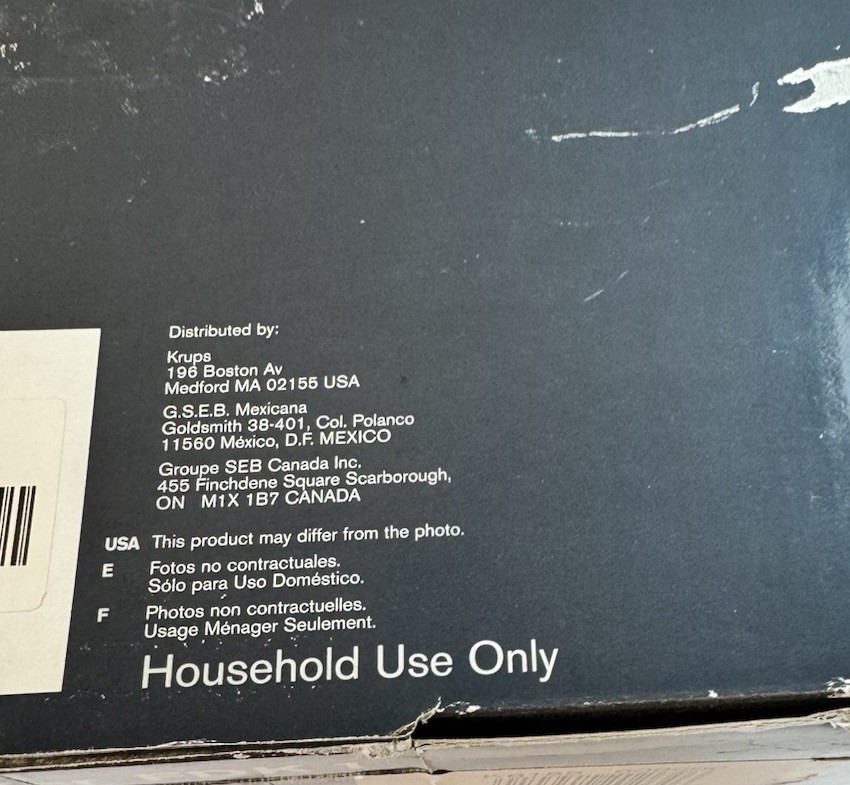 Distributed by:
Krups
196 Boston Av
Medford MA 02155 USA
G.S.E.B. Mexicana
Goldsmith 38-401, Col. Polanco
11560 México, D.F. MEXICO
Groupe SEB Canada Inc.
455 Finchdene Square Scarborough,
ON M1X 1B7 CANADA
USA This product may differ from the photo.
E Fotos no contractuales.
Sólo para Uso Doméstico.
F Photos non contractuelles.
Usage Ménager Seulement.
Household Use Only